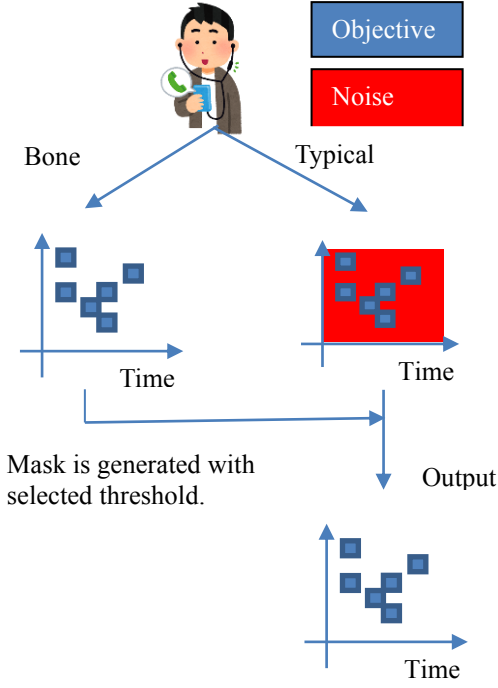 Objective
Noise
Bone
Typical
Time
Time
Mask is generated with
selected threshold.
Output
Time